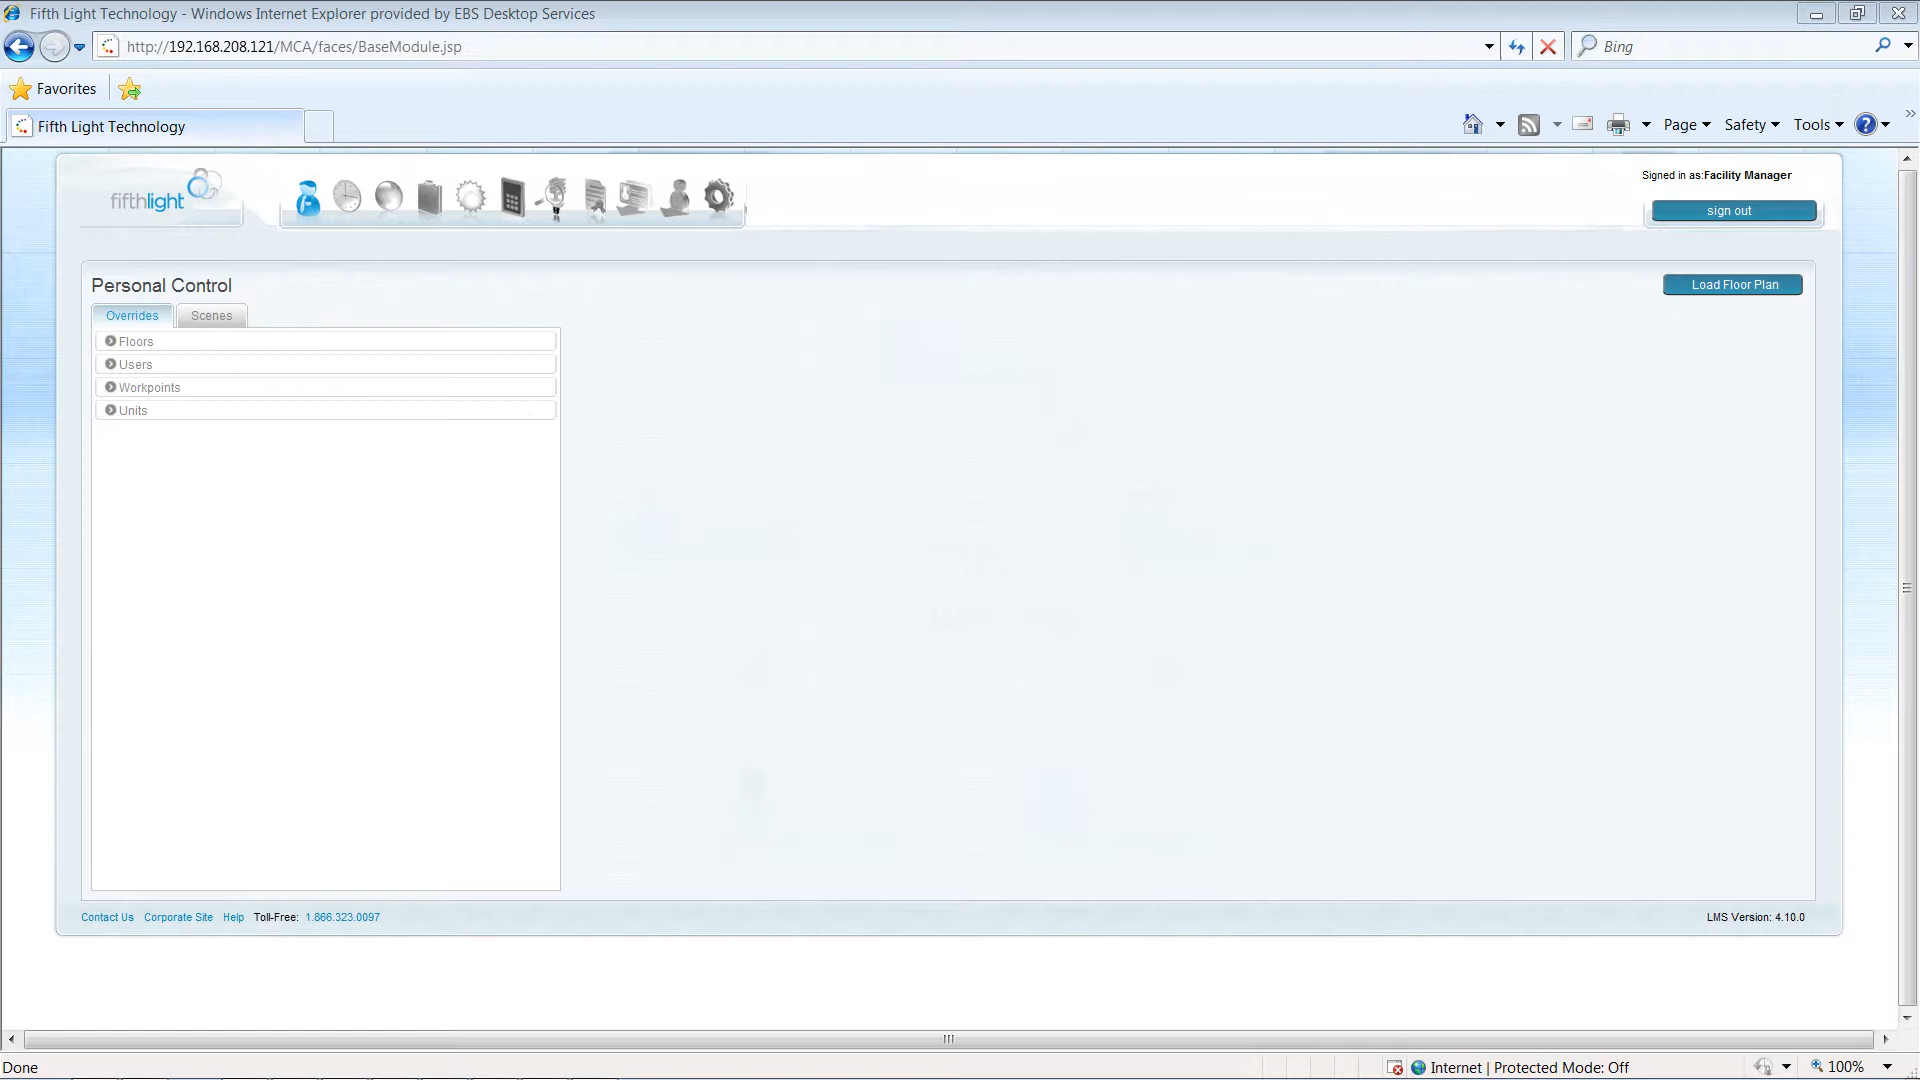 Fifth Light Technology - Windows Internet Explorer provided by EBS Desktop Services
http://192.168.208.121/MCA/faces/BaseModule.jsp
Bing
Favorites
Fifth Light Technology
Page Safety Tools
fifthlight
Signed in as:Facility Manager
sign out
Personal Control
Load Floor Plan
Overrides Scenes
Floors
Users
Workpoints
Units
Contact Us Corporate Site Help Toll-Free: 1.866.323.0097
LMS Version: 4.10.0
Done
Internet | Protected Mode: Off
100%